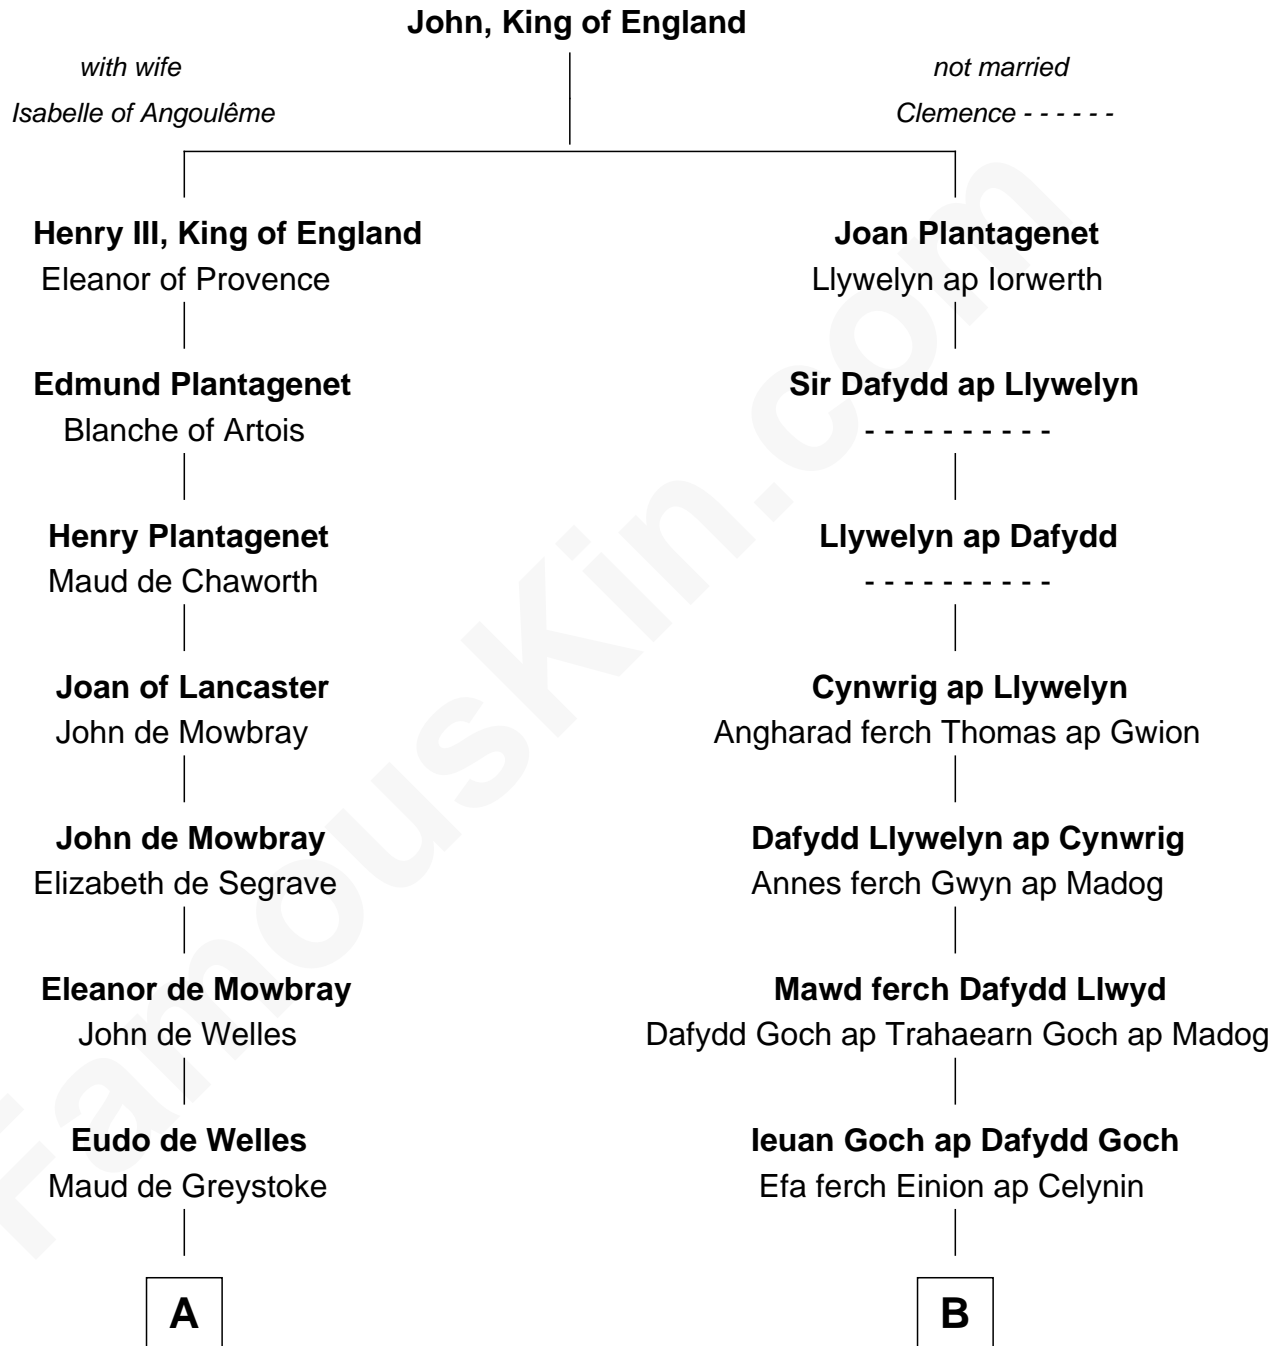 John, King of England
with wife
Isabelle of Angoulême
not married
Clemence - - - - - -
Henry III, King of England
Eleanor of Provence
Joan Plantagenet
Llywelyn ap Iorwerth
Edmund Plantagenet
Blanche of Artois
Sir Dafydd ap Llywelyn
- - - - - - - - - -
Henry Plantagenet
Maud de Chaworth
Llywelyn ap Dafydd
- - - - - - - - - -
Joan of Lancaster
John de Mowbray
Cynwrig ap Llywelyn
Angharad ferch Thomas ap Gwion
John de Mowbray
Elizabeth de Segrave
Dafydd Llywelyn ap Cynwrig
Annes ferch Gwyn ap Madog
Eleanor de Mowbray
John de Welles
Mawd ferch Dafydd Llwyd
Dafydd Goch ap Trahaearn Goch ap Madog
Eudo de Welles
Maud de Greystoke
Ieuan Goch ap Dafydd Goch
Efa ferch Einion ap Celynin
A
B
FamousKin.com